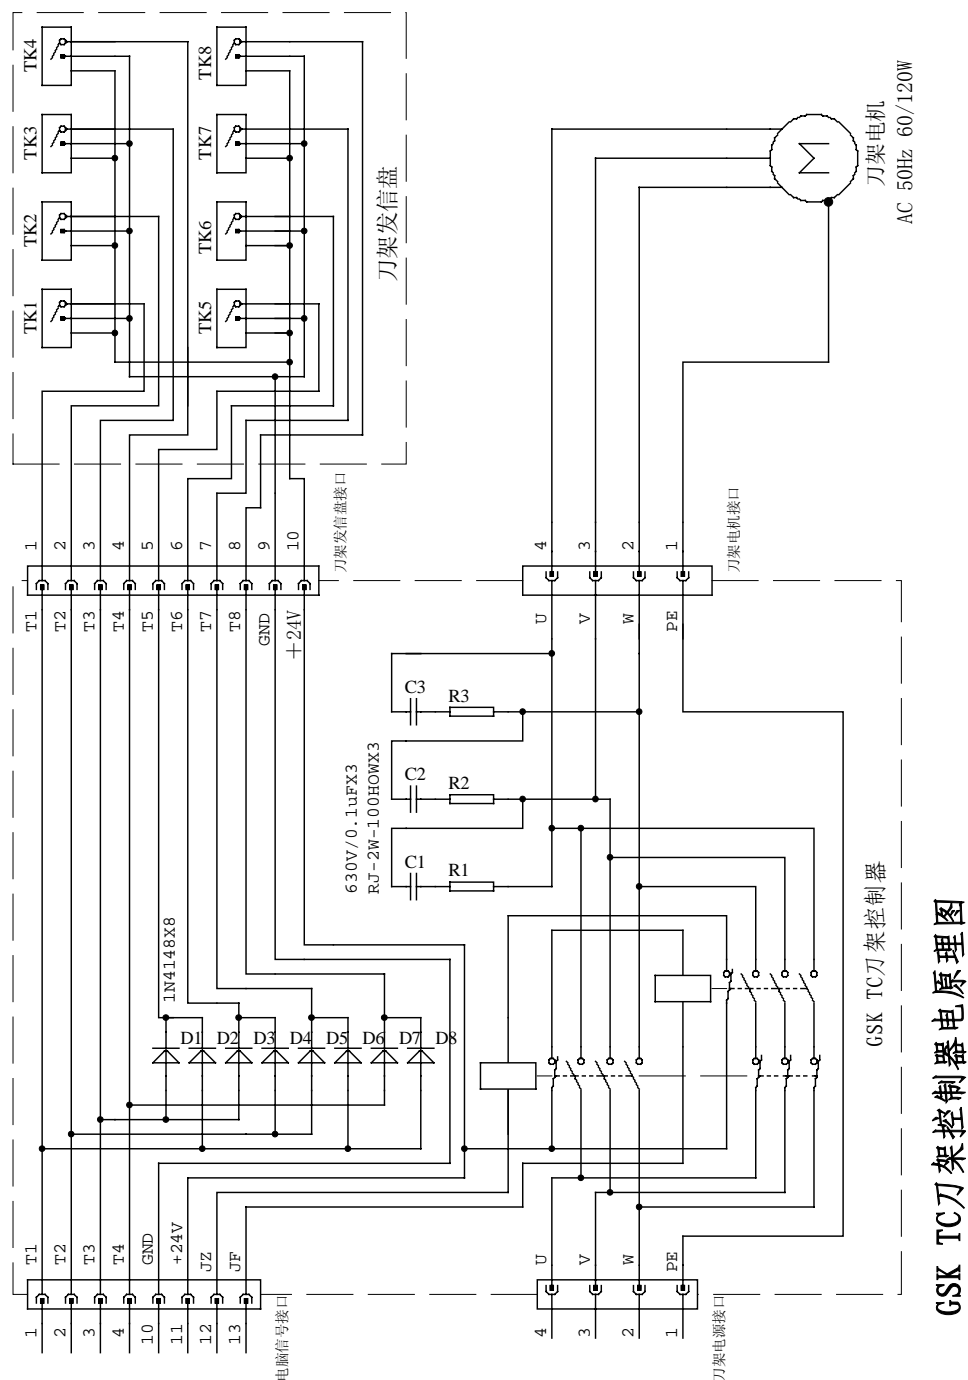 TK4
TK3
TK2
TK1
TK8
TK7
TK6
TK5
刀架发信盘
刀架电机
AC 50Hz 60/120W
1
2
3
4
5
6
7
8
9
10
刀架发信盘接口
T1
T2
T3
T4
T5
T6
T7
T8
GND
+24V
4
3
2
1
刀架电机接口
U
V
W
PE
C3
R3
C2
R2
C1
R1
630V/0.1uFX3
RJ-2W-100HOWX3
1N4148X8
D1
D2
D3
D4
D5
D6
D7
D8
GSK TC刀架控制器
T1
T2
T3
T4
GND
+24V
JZ
JF
1
2
3
4
10
11
12
13
电脑信号接口
U
V
W
PE
4
3
2
1
刀架电源接口
M
GSK TC刀架控制器电原理图